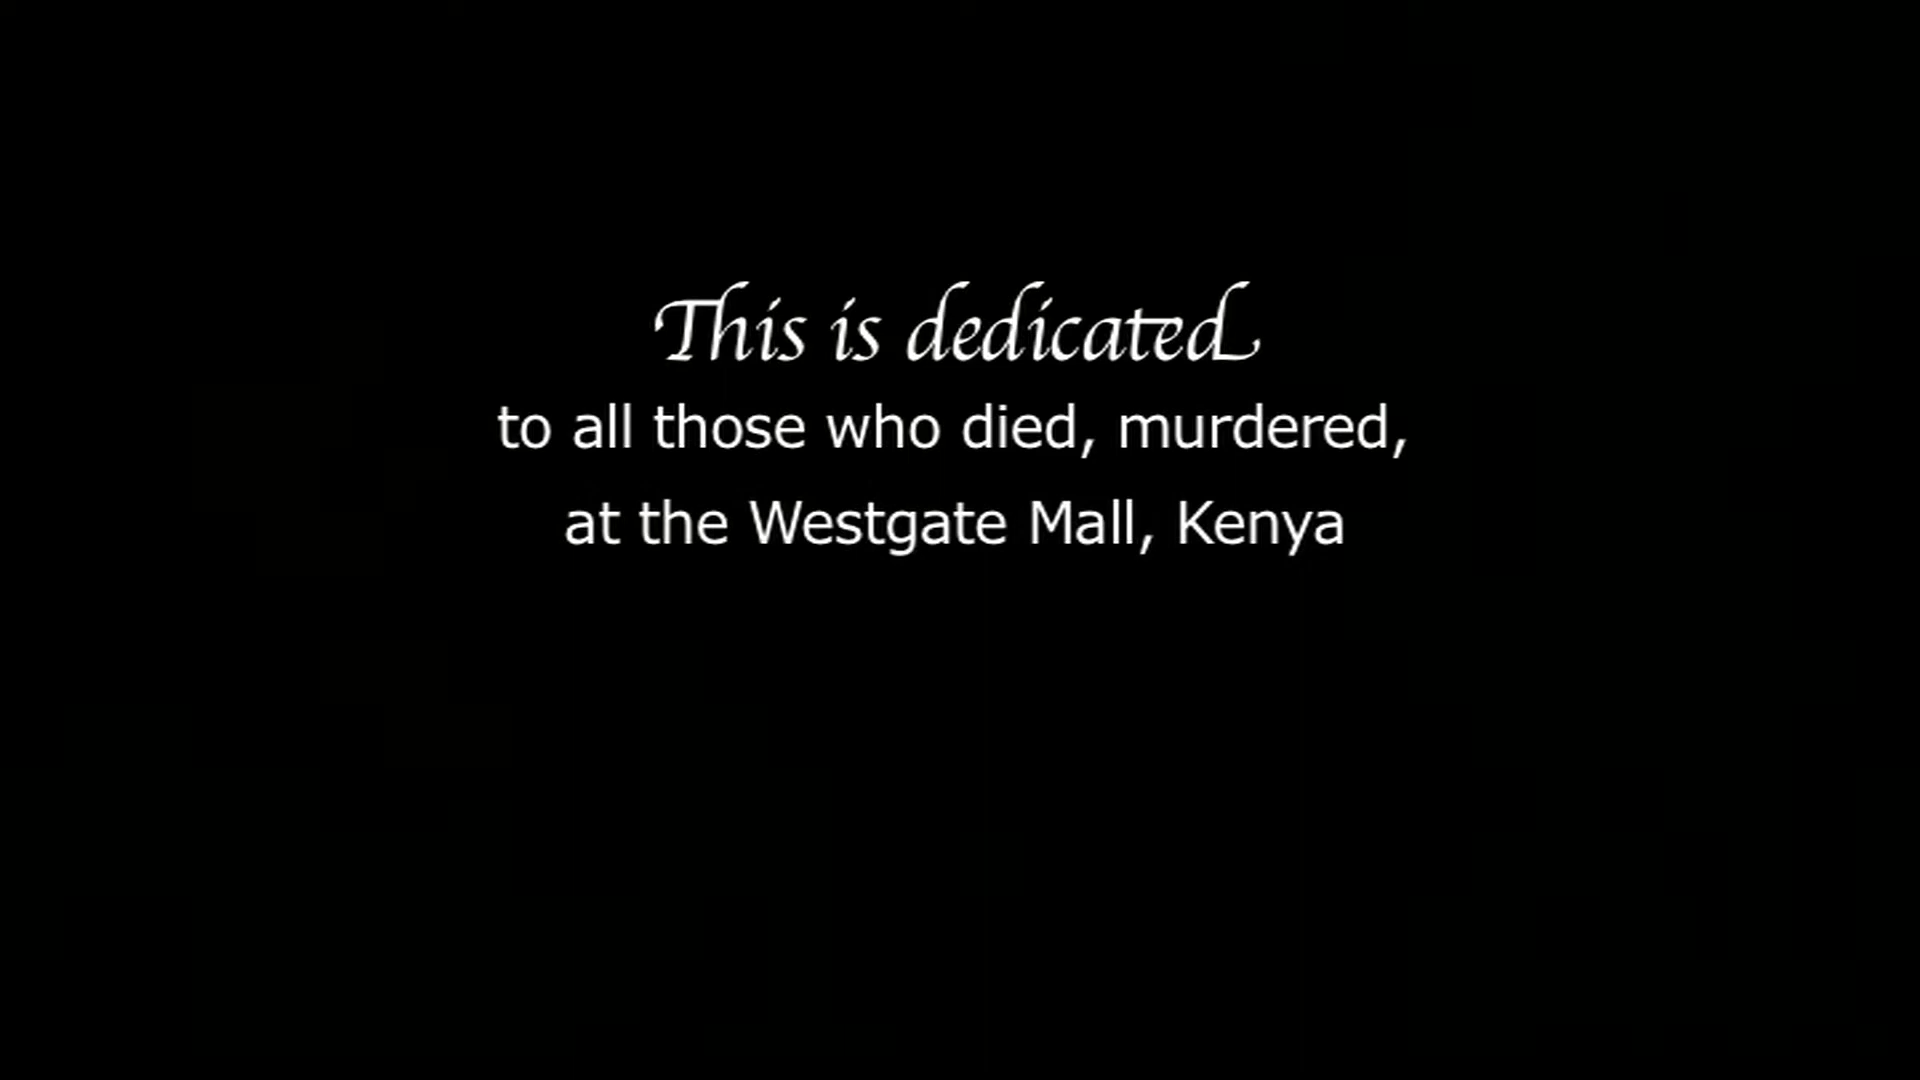 This is dedicated
to all those who died, murdered,
at the Westgate Mall, Kenya